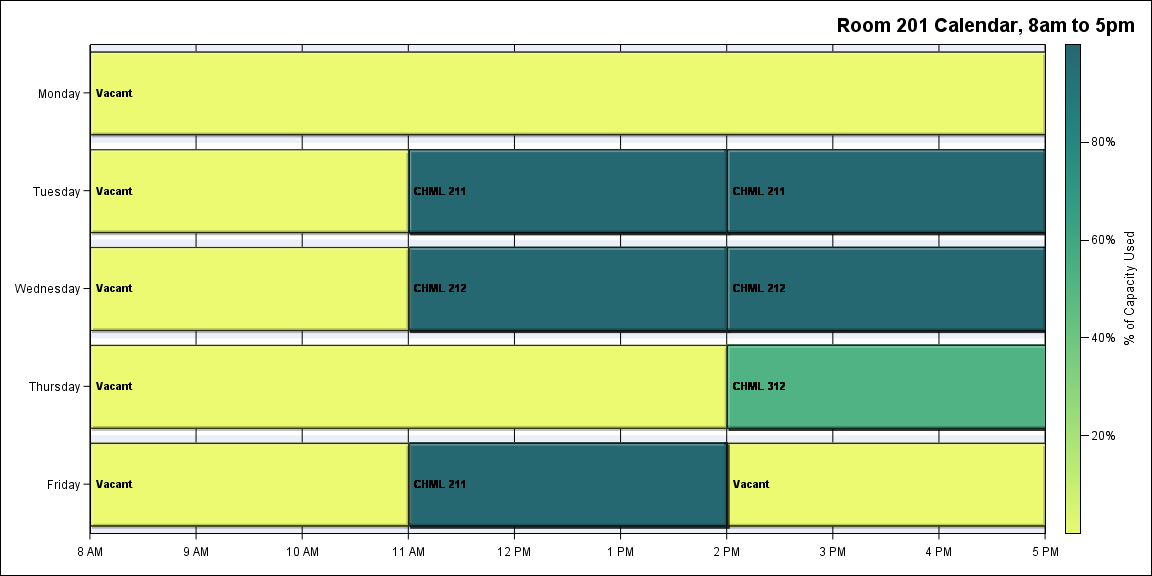 Room 201 Calendar, 8am to 5pm
Monday
Vacant
Tuesday
Vacant
CHML 211
CHML 211
Wednesday
Vacant
CHML 212
CHML 212
Thursday
Vacant
CHML 312
Friday
Vacant
CHML 211
Vacant
8 AM
9 AM
10 AM
11 AM
12 PM
1 PM
2 PM
3 PM
4 PM
5 PM
80%
60%
40%
20%
% of Capacity Used